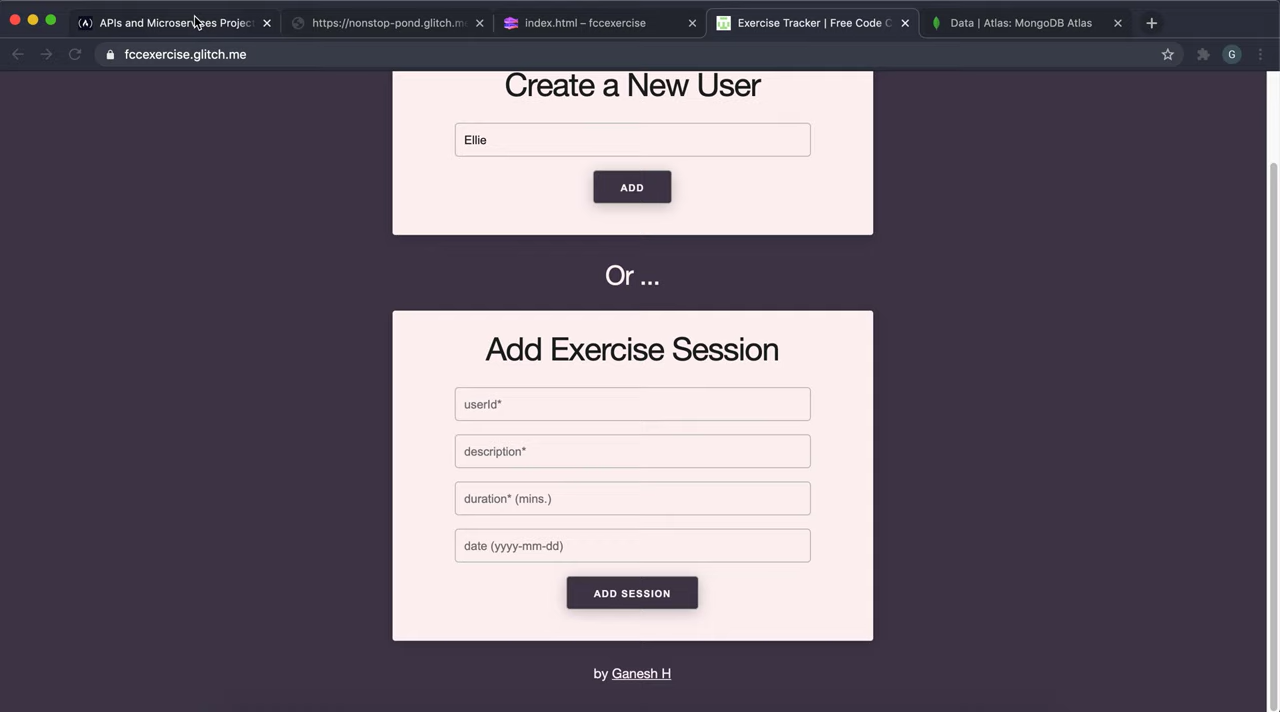 APIs and Microservices Project
https://nonstop-pond.glitch.me
index.html – fccexercise
Exercise Tracker | Free Code C
Data | Atlas: MongoDB Atlas
fccexercise.glitch.me
G
Create a New User
Ellie
ADD
Or ...
Add Exercise Session
userId*
description*
duration* (mins.)
date (yyyy-mm-dd)
ADD SESSION
by Ganesh H